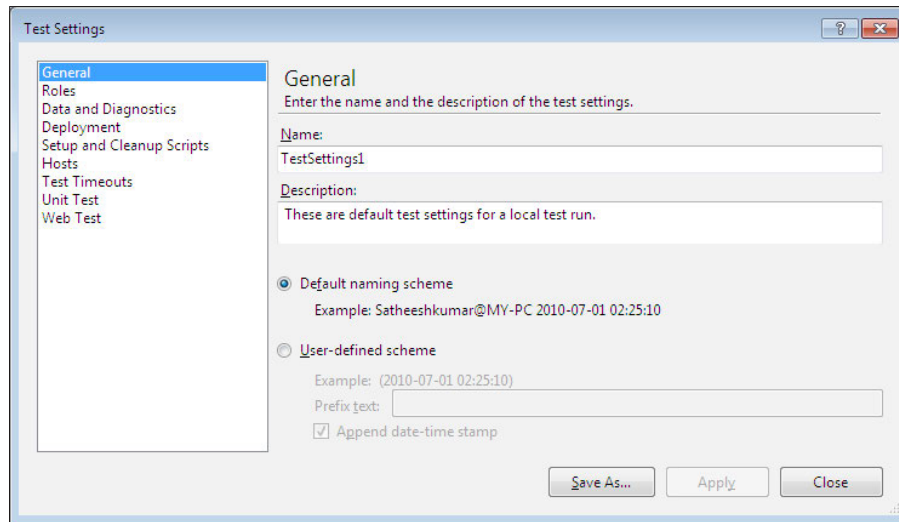 Test Settings
General
Roles
Data and Diagnostics
Deployment
Setup and Cleanup Scripts
Hosts
Test Timeouts
Unit Test
Web Test
General
Enter the name and the description of the test settings.
Name:
TestSettings1
Description:
These are default test settings for a local test run.
Default naming scheme
Example: Satheeshkumar@MY-PC 2010-07-01 02:25:10
User-defined scheme
Example: (2010-07-01 02:25:10)
Prefix text:
Append date-time stamp
Save As... Apply Close